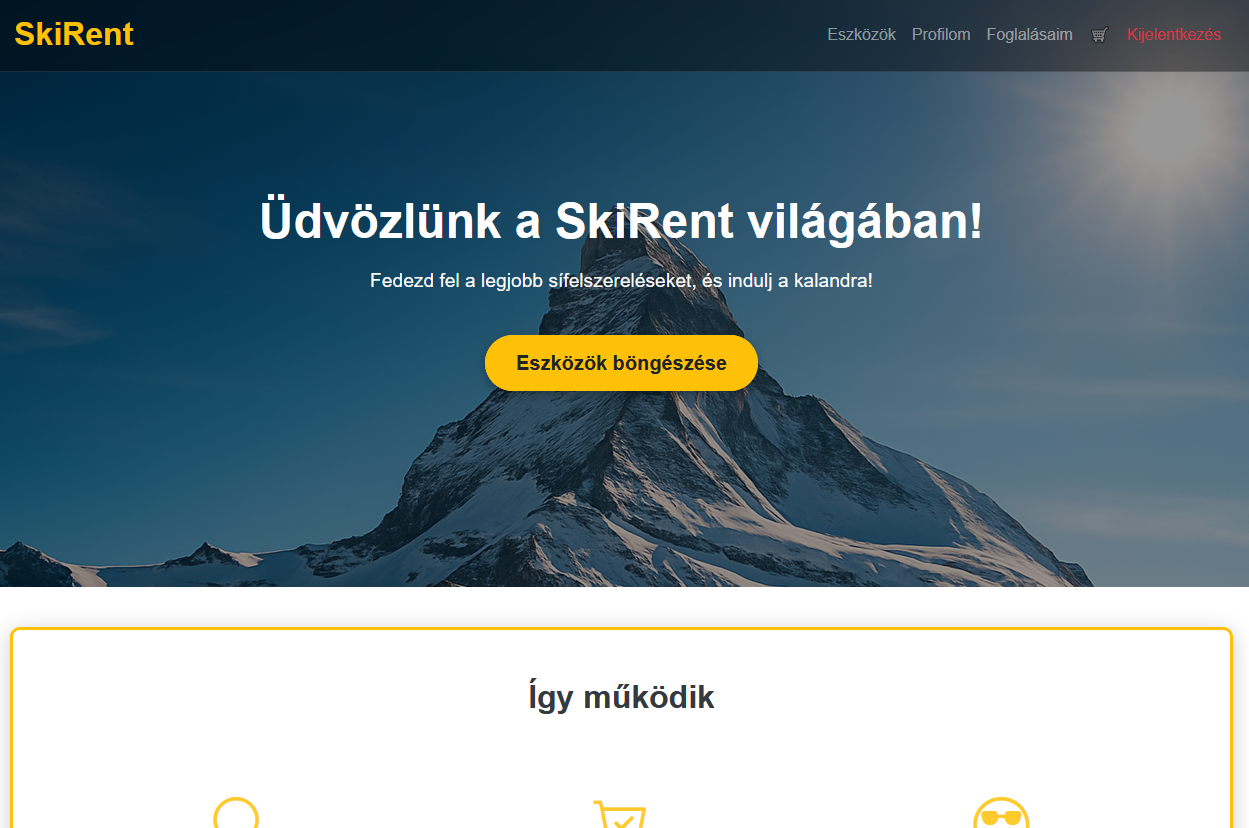 SkiRent
Eszközök Profilom Foglalásaim Kijelentkezés
Üdvözlünk a SkiRent világában!
Fedezd fel a legjobb sífelszereléseket, és indulj a kalandra!
Eszközök böngészése
Így működik